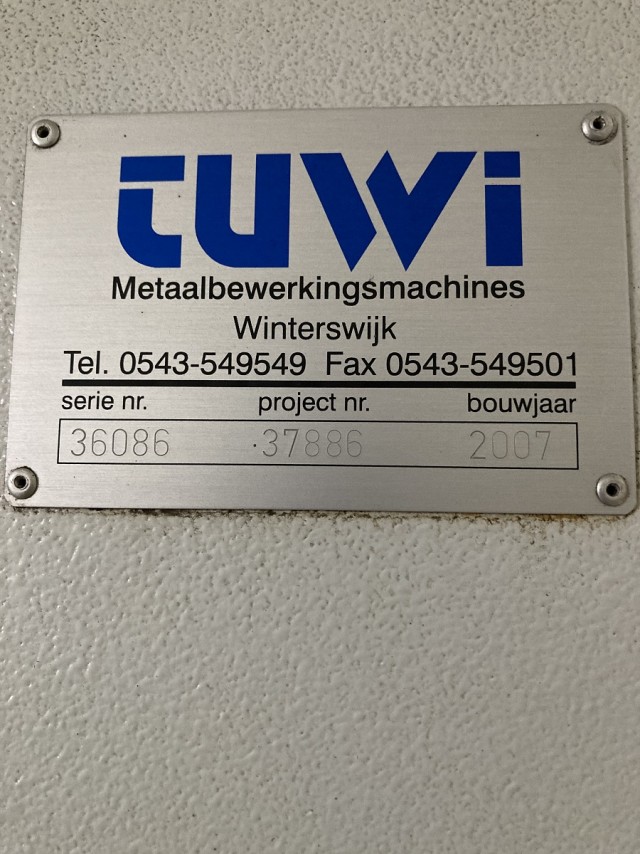 tuwi
Metaalbewerkingsmachines
Winterswijk
Tel. 0543-549549 Fax 0543-549501
serie nr. project nr. bouwjaar
36086 37886 2007